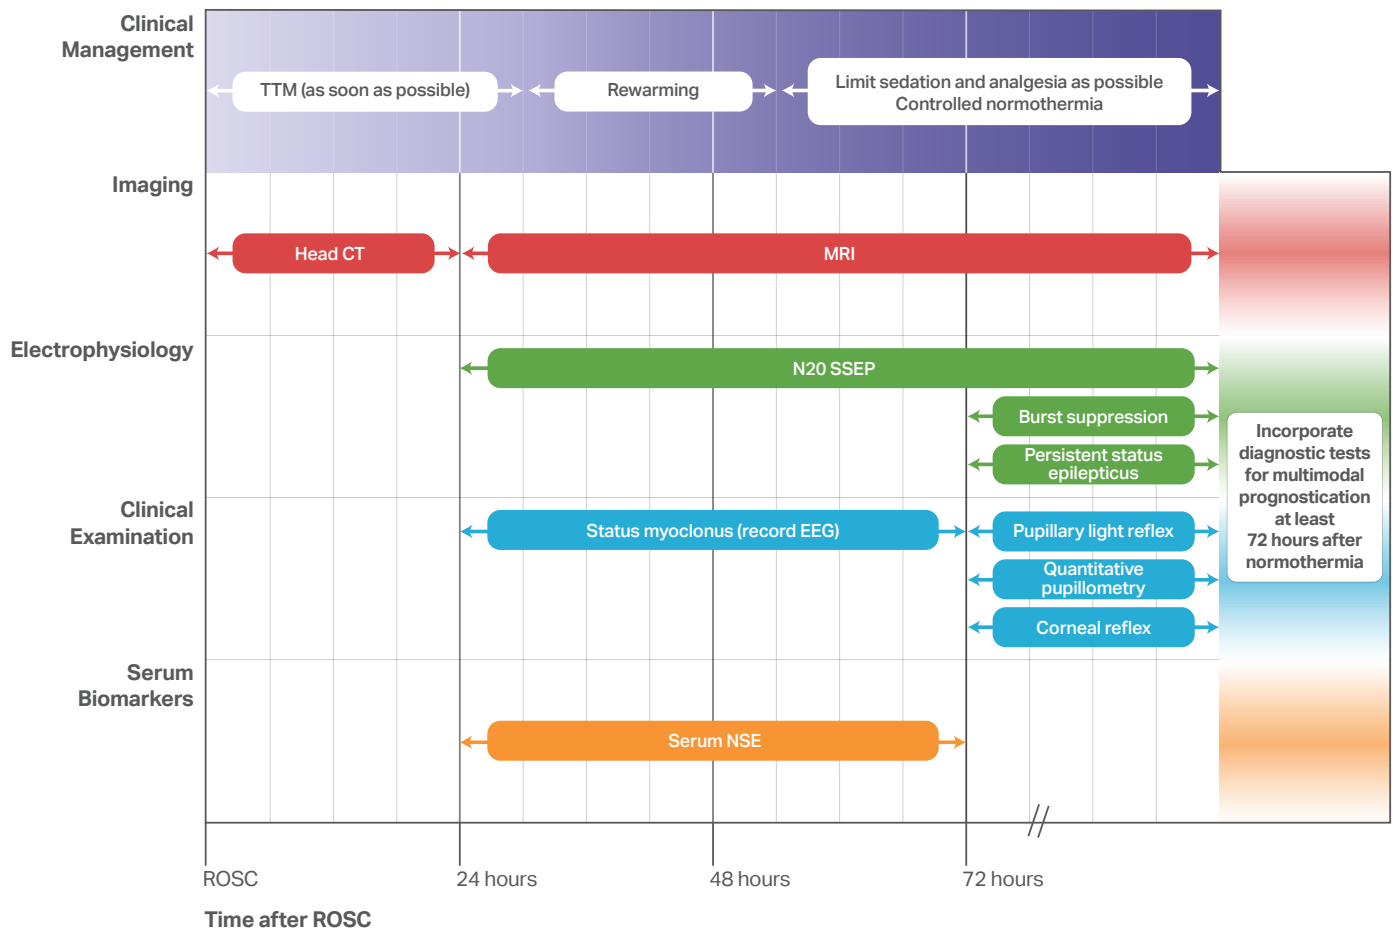 Clinical
Management
TTM (as soon as possible)
Rewarming
Limit sedation and analgesia as possible
Controlled normothermia
Imaging
Head CT
MRI
Electrophysiology
N20 SSEP
Burst suppression
Persistent status
epilepticus
Clinical
Examination
Status myoclonus (record EEG)
Pupillary light reflex
Quantitative
pupillometry
Corneal reflex
Serum
Biomarkers
Serum NSE
Incorporate
diagnostic tests
for multimodal
prognostication
at least
72 hours after
normothermia
ROSC
24 hours
48 hours
72 hours
Time after ROSC